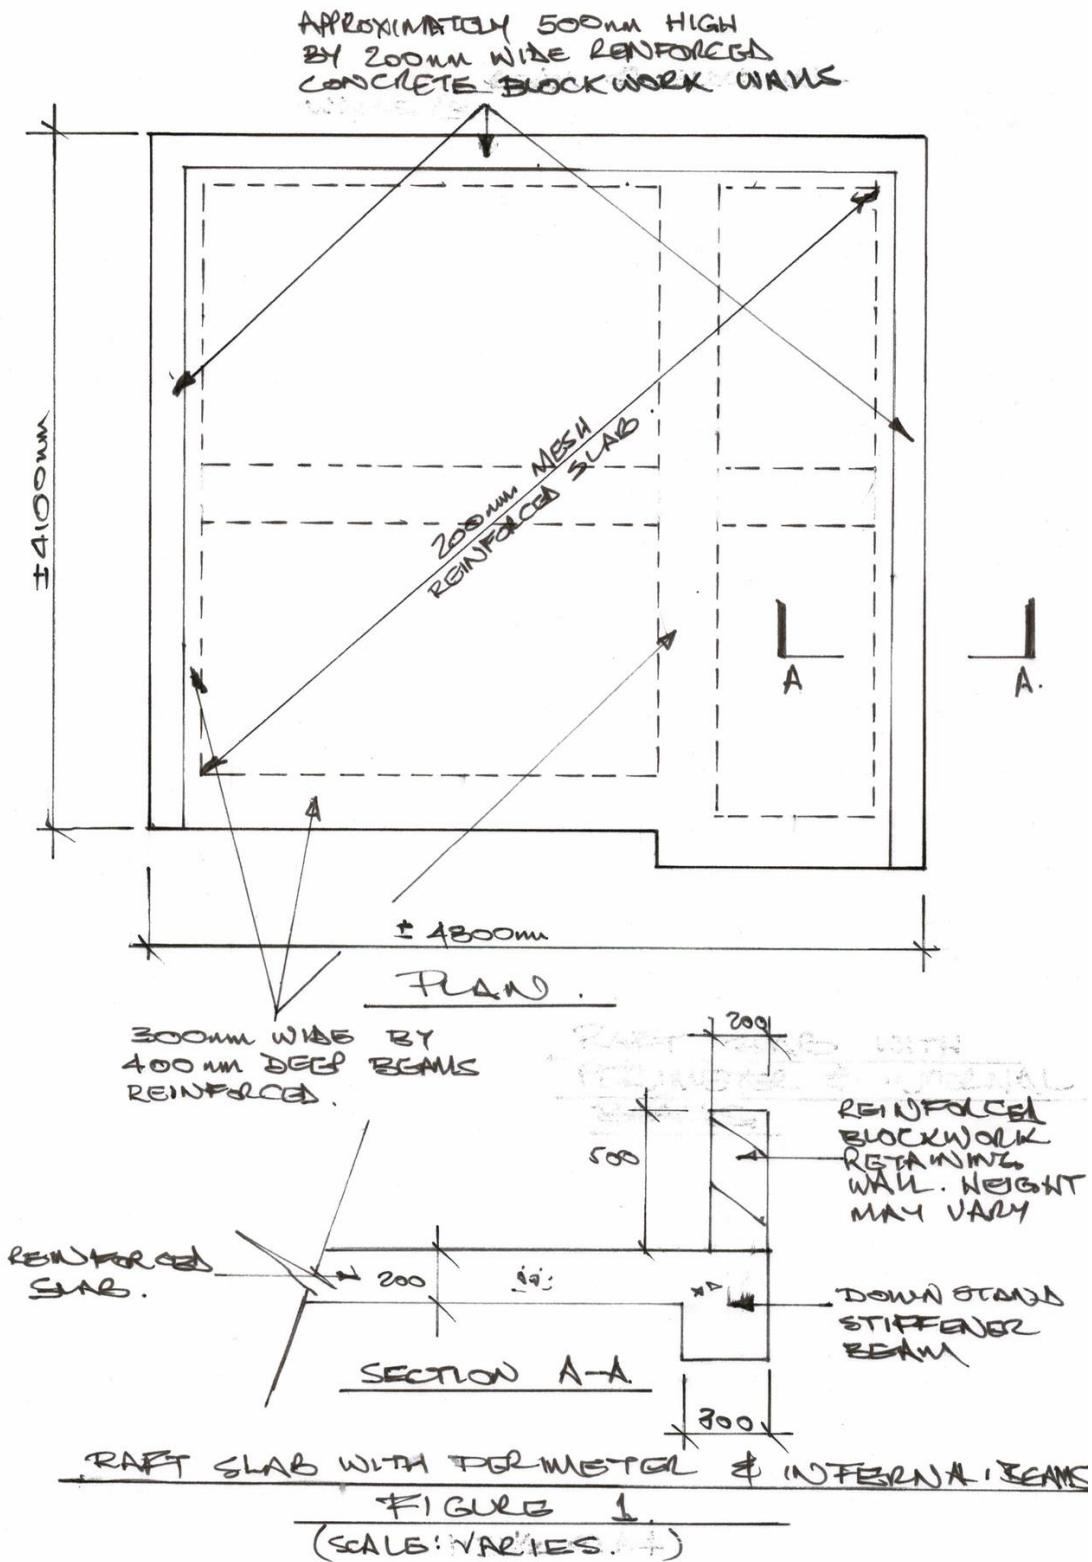 APPROXIMATELY 500mm HIGH
BY 200mm WIDE REINFORCED
CONCRETE BLOCKWORK WALLS
±4100mm
200mm MESH
REINFORCED SLAB.
A
A.
± 4800mm
PLAN.
300mm WIDE BY
400mm DEEP BEAMS
REINFORCED.
200
500
REINFORCED
BLOCKWORK
RETAINING
WALL. HEIGHT
MAY VARY
REINFORCED
SLAB.
200
DOWN STAND
STIFFENER
BEAM
SECTION A-A
300
RAFT SLAB WITH PERIMETER & INTERNAL BEAMS
FIGURE 1.
(SCALE: VARIES.)